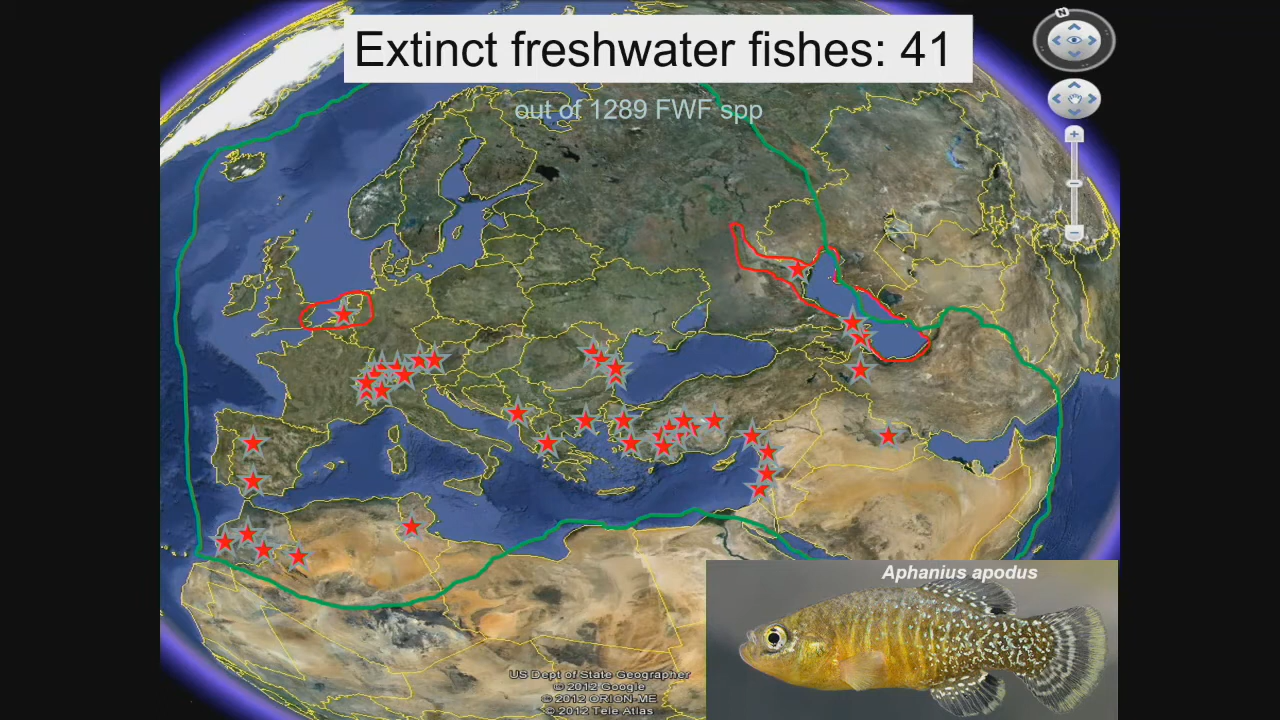 N
Extinct freshwater fishes: 41
out of 1289 FWF spp
Aphanius apodus
US Dept of State Geographer
© 2012 Google
© 2012 ORION-ME
© 2012 Tele Atlas